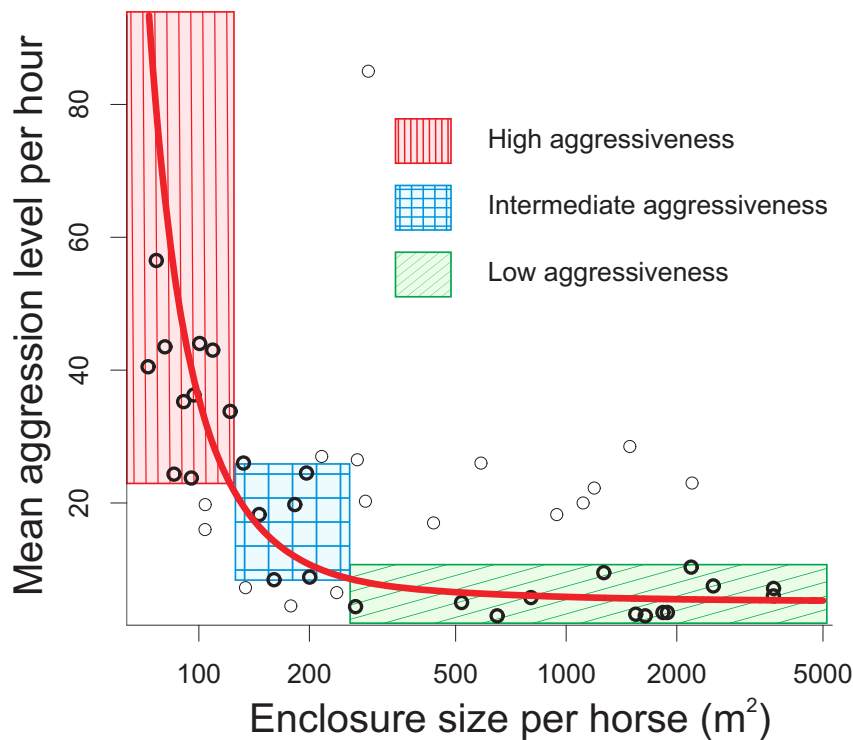 Mean aggression level per hour
80
60
40
20
High aggressiveness
Intermediate aggressiveness
Low aggressiveness
100 200 500 1000 2000 5000
Enclosure size per horse (m²)